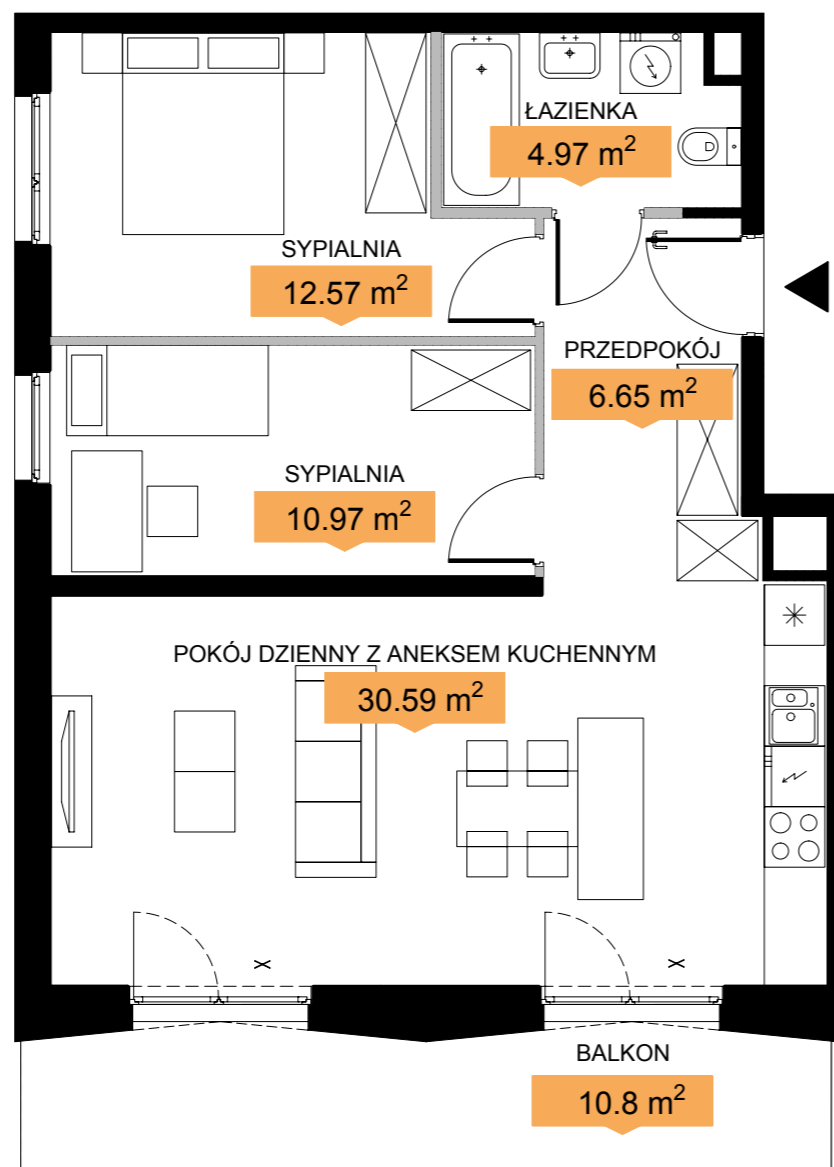 ŁAZIENKA
4.97 m²
SYPIALNIA
12.57 m²
PRZEDPOKÓJ
6.65 m²
SYPIALNIA
10.97 m²
POKÓJ DZIENNY Z ANEKSEM KUCHENNYM
30.59 m²
BALKON
10.8 m²